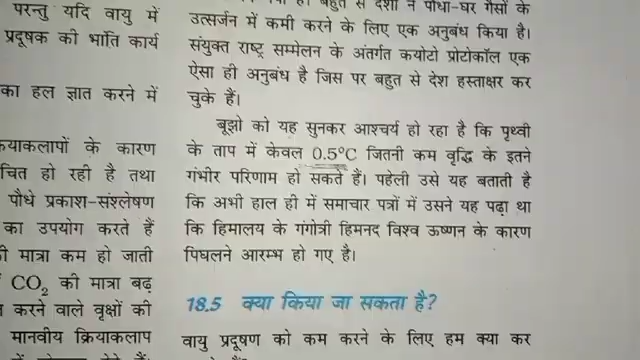 परन्तु यदि वायु में
प्रदूषक की भांति कार्य
का हल ज्ञात करने में
कयाकलापों के कारण
चित हो रही है तथा
पौधे प्रकाश-संश्लेषण
का उपयोग करते हैं
मात्रा कम हो जाती
CO₂ की मात्रा बढ़
करने वाले वृक्षों की
मानवीय क्रियाकलाप
बहुत से देशों ने पौधा-घर गैसों के
उत्सर्जन में कमी करने के लिए एक अनुबंध किया है।
संयुक्त राष्ट्र सम्मेलन के अंतर्गत कयोटो प्रोटोकॉल एक
ऐसा ही अनुबंध है जिस पर बहुत से देश हस्ताक्षर कर
चुके हैं।
बूझो को यह सुनकर आश्चर्य हो रहा है कि पृथ्वी
के ताप में केवल 0.5°C जितनी कम वृद्धि के इतने
गंभीर परिणाम हो सकते हैं। पहेली उसे यह बताती है
कि अभी हाल ही में समाचार पत्रों में उसने यह पढ़ा था
कि हिमालय के गंगोत्री हिमनद विश्व ऊष्णन के कारण
पिघलने आरम्भ हो गए है।
18.5 क्या किया जा सकता है?
वायु प्रदूषण को कम करने के लिए हम क्या कर